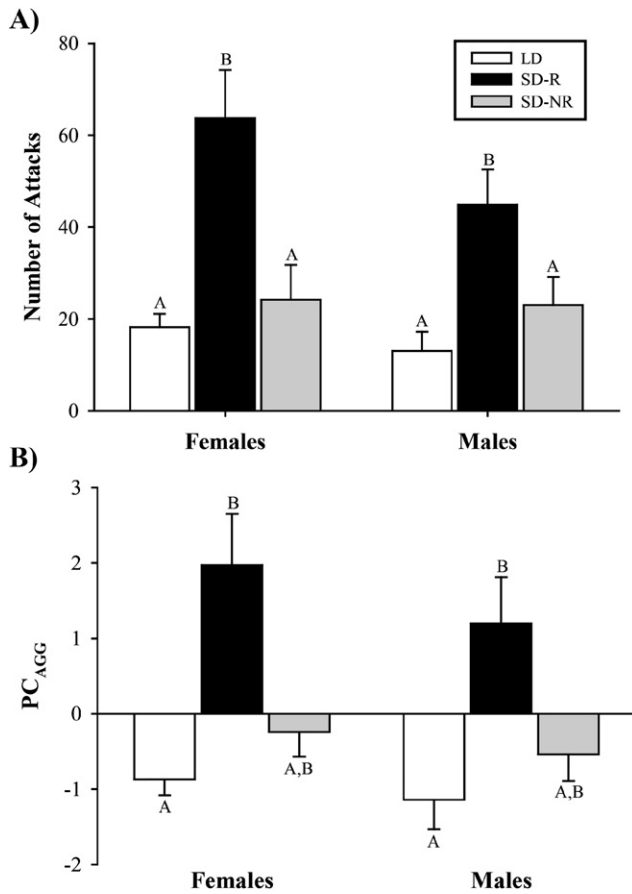 A)
80
60
40
20
0
Number of Attacks
LD
SD-R
SD-NR
A
B
A
A
B
A
Females Males
B)
3
2
1
0
-1
-2
PC_AGG
A
B
A,B
A
B
A,B
Females Males